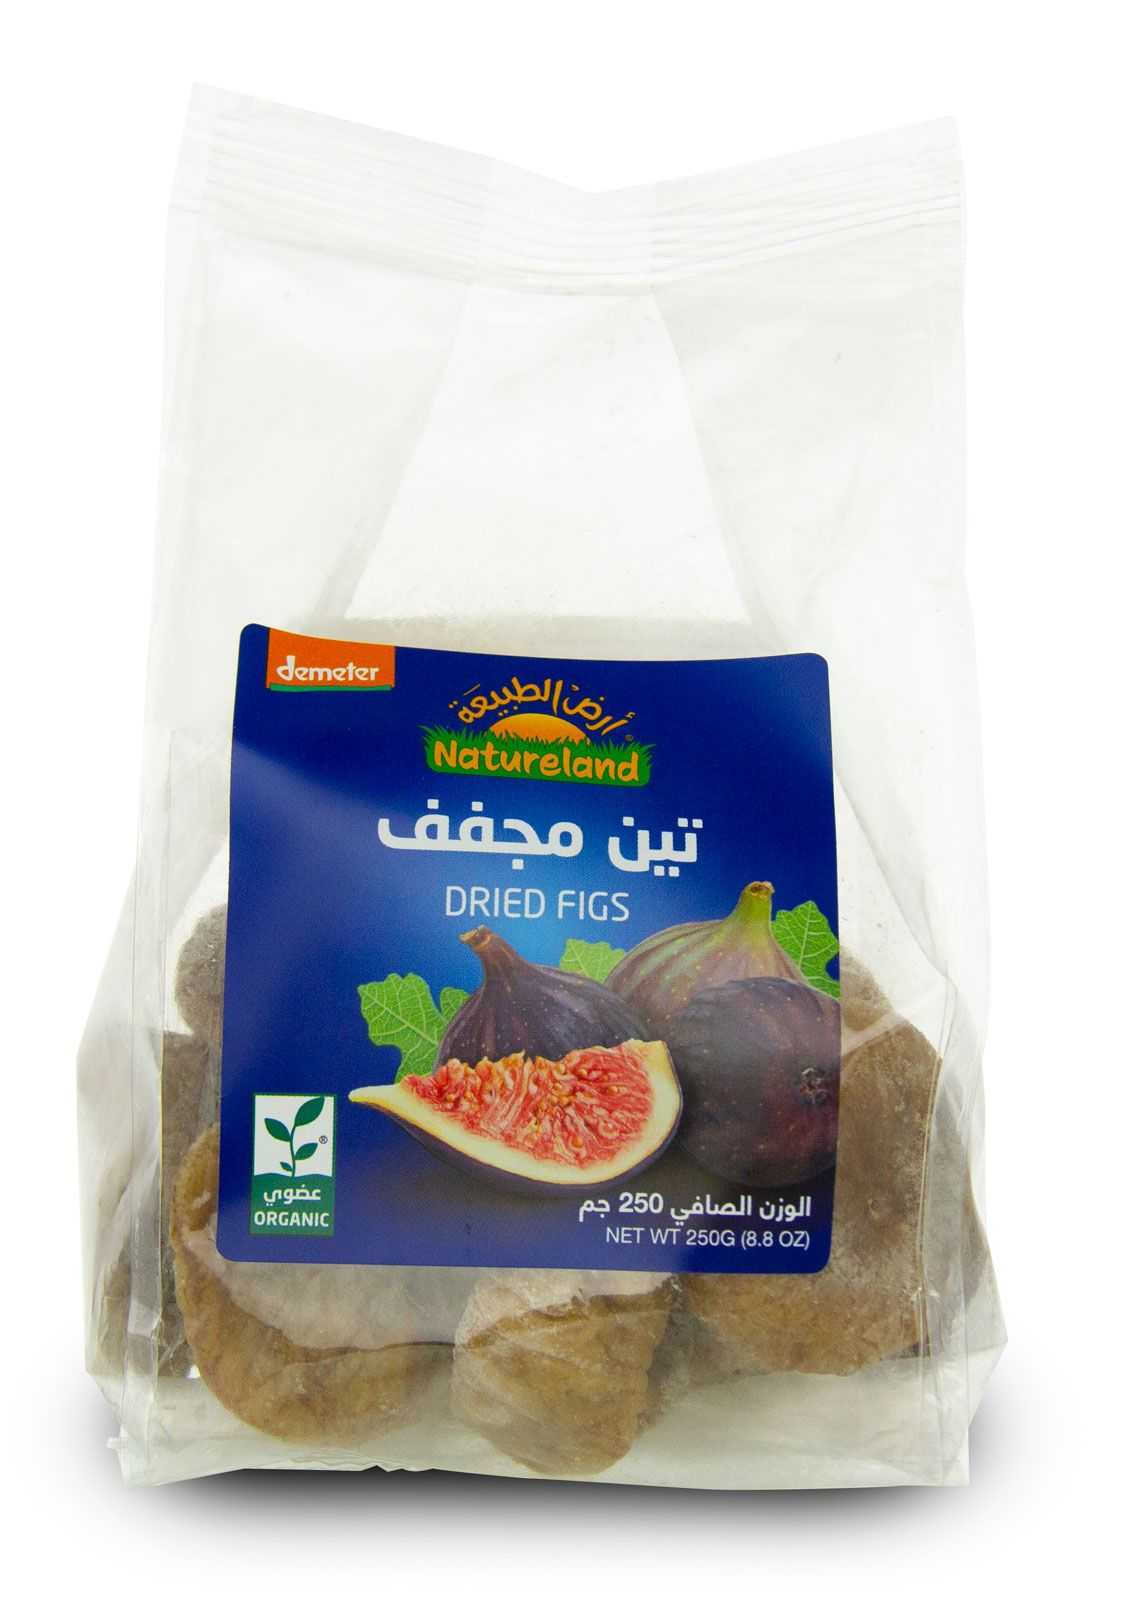 demeter
أرض الطبيعة
®
Natureland
تين مجفف
DRIED FIGS
®
عضوي
ORGANIC
الوزن الصافي 250 جم
NET WT 250G (8.8 OZ)